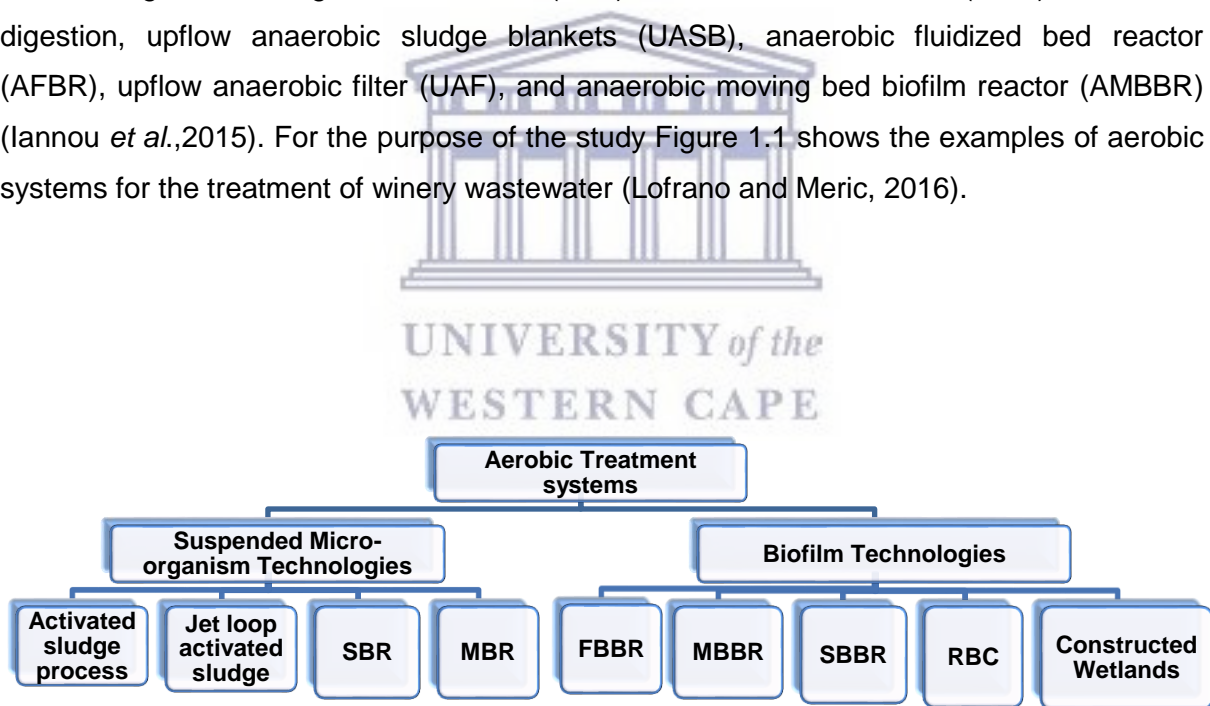 digestion, upflow anaerobic sludge blankets (UASB), anaerobic fluidized bed reactor
(AFBR), upflow anaerobic filter (UAF), and anaerobic moving bed biofilm reactor (AMBBR)
(Iannou et al.,2015). For the purpose of the study Figure 1.1 shows the examples of aerobic
systems for the treatment of winery wastewater (Lofrano and Meric, 2016).
UNIVERSITY of the
WESTERN CAPE
Aerobic Treatment
systems
Suspended Micro-
organism Technologies
Biofilm Technologies
Activated
sludge
process
Jet loop
activated
sludge
SBR
MBR
FBBR
MBBR
SBBR
RBC
Constructed
Wetlands